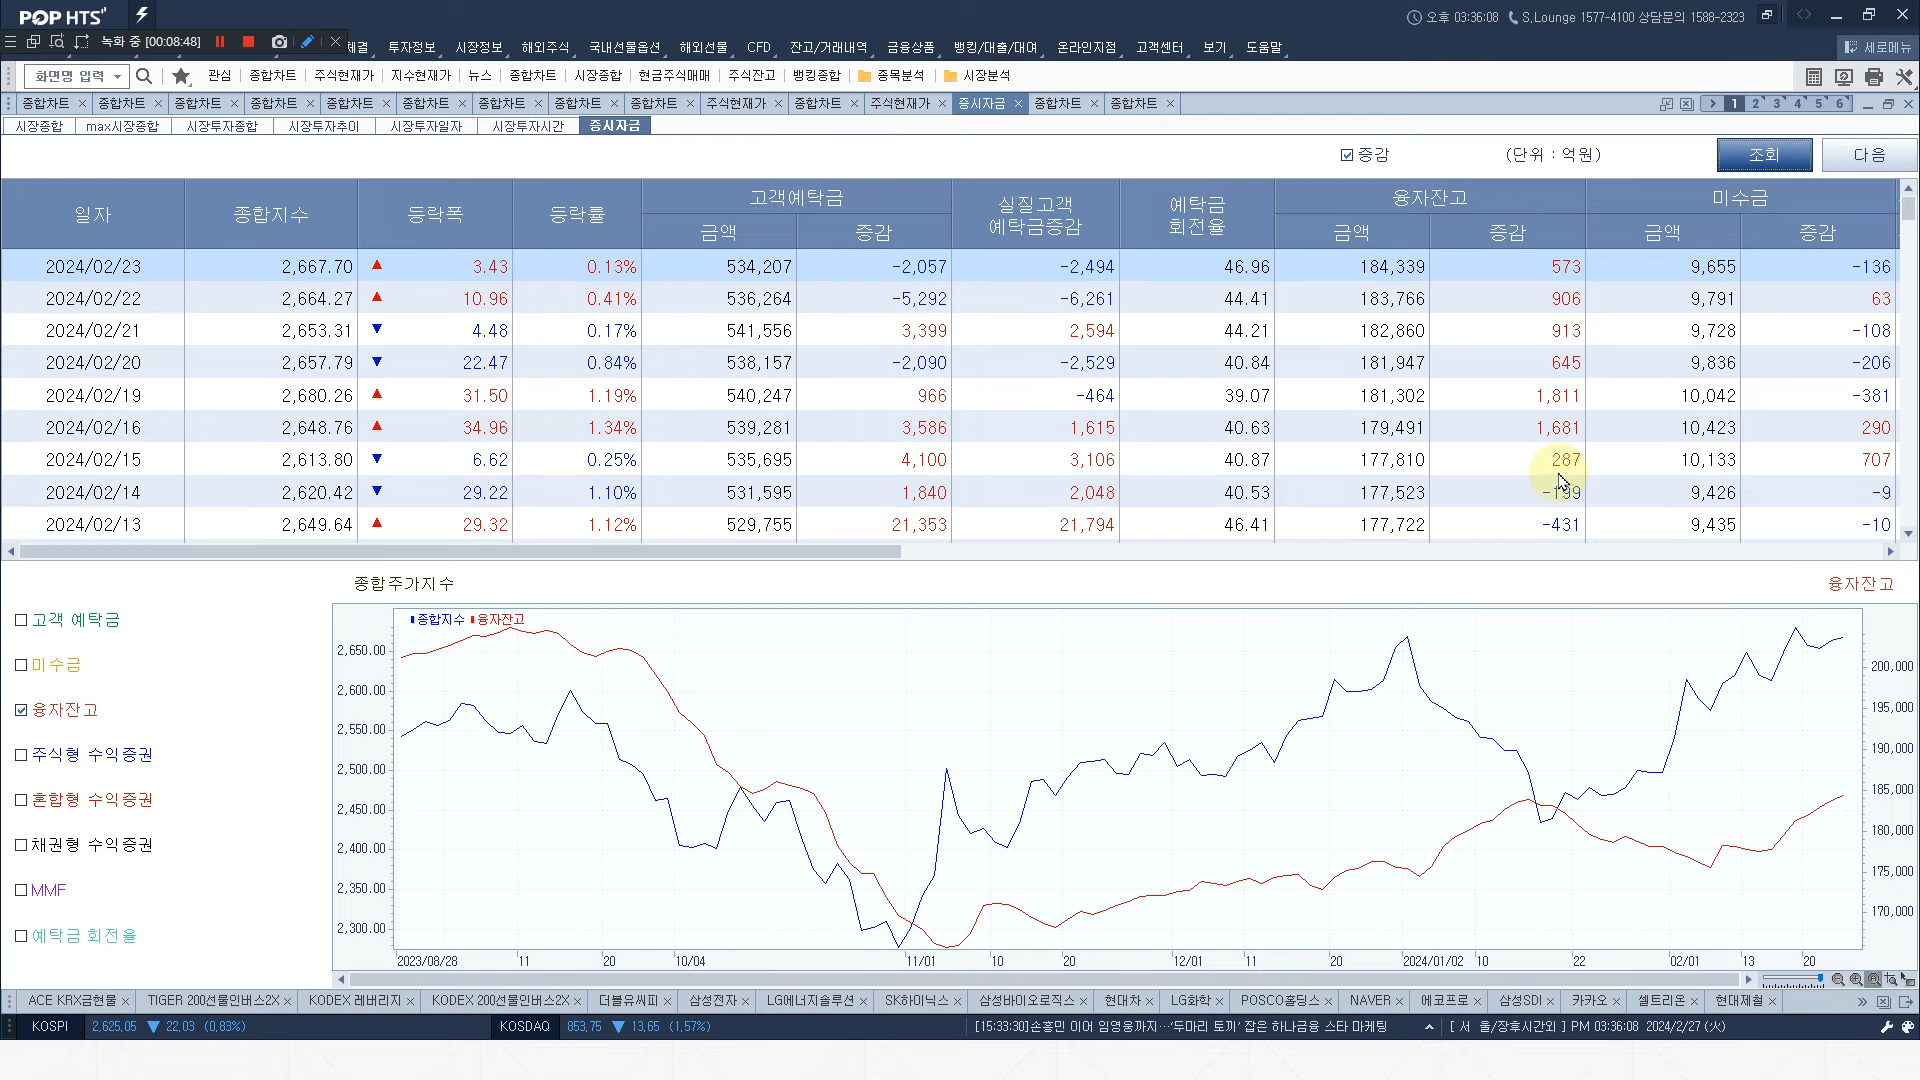 POP HTS
오후 03:36:08 S.Lounge 1577-4100 상담문의 1588-2323
녹화 중 [00:08:48]
체결 투자정보 시장정보 해외주식 국내선물옵션 해외선물 CFD 잔고/거래내역 금융상품 뱅킹/대출/대여 온라인지점 고객센터 보기 도움말 세로메뉴
화면명 입력 관심 종합차트 주식현재가 지수현재가 뉴스 종합차트 시장종합 현금주식매매 주식잔고 뱅킹종합 종목분석 시장분석
종합차트 종합차트 종합차트 종합차트 종합차트 종합차트 종합차트 종합차트 종합차트 주식현재가 종합차트 주식현재가 증시자금 종합차트 종합차트 1 2 3 4 5 6
시장종합 max시장종합 시장투자종합 시장투자추이 시장투자일자 시장투자시간 증시자금
증감 (단위 : 억원) 조회 다음
일자 종합지수 등락폭 등락률 고객예탁금 실질고객 예탁금증감 예탁금 회전율 융자잔고 미수금
금액 증감 금액 증감 금액 증감
2024/02/23 2,667.70 ▲ 3.43 0.13% 534,207 -2,057 -2,494 46.96 184,339 573 9,655 -136
2024/02/22 2,664.27 ▲ 10.96 0.41% 536,264 -5,292 -6,261 44.41 183,766 906 9,791 63
2024/02/21 2,653.31 ▼ 4.48 0.17% 541,556 3,399 2,594 44.21 182,860 913 9,728 -108
2024/02/20 2,657.79 ▼ 22.47 0.84% 538,157 -2,090 -2,529 40.84 181,947 645 9,836 -206
2024/02/19 2,680.26 ▲ 31.50 1.19% 540,247 966 -464 39.07 181,302 1,811 10,042 -381
2024/02/16 2,648.76 ▲ 34.96 1.34% 539,281 3,586 1,615 40.63 179,491 1,681 10,423 290
2024/02/15 2,613.80 ▼ 6.62 0.25% 535,695 4,100 3,106 40.87 177,810 287 10,133 707
2024/02/14 2,620.42 ▼ 29.22 1.10% 531,595 1,840 2,048 40.53 177,523 -199 9,426 -9
2024/02/13 2,649.64 ▲ 29.32 1.12% 529,755 21,353 21,794 46.41 177,722 -431 9,435 -10
종합주가지수 융자잔고
고객 예탁금
미수금
융자잔고
주식형 수익증권
혼합형 수익증권
채권형 수익증권
MMF
예탁금 회전율
종합지수 융자잔고
2,650.00
2,600.00
2,550.00
2,500.00
2,450.00
2,400.00
2,350.00
2,300.00
200,000
195,000
190,000
185,000
180,000
175,000
170,000
2023/08/28 11 20 10/04 11/01 10 20 12/01 11 20 2024/01/02 10 22 02/01 13 20
ACE KRX금현물 TIGER 200선물인버스2X KODEX 레버리지 KODEX 200선물인버스2X 더블유씨피 삼성전자 LG에너지솔루션 SK하이닉스 삼성바이오로직스 현대차 LG화학 POSCO홀딩스 NAVER 에코프로 삼성SDI 카카오 셀트리온 현대제철
KOSPI 2,625,05 ▼ 22,03 (0,83%) KOSDAQ 853,75 ▼ 13,65 (1,57%) [15:33:30]손흥민 이어 임영웅까지…'두마리 토끼' 잡은 하나금융 스타 마케팅 [ 서 울/장후시간외 ] PM 03:36:08 2024/2/27 (火)